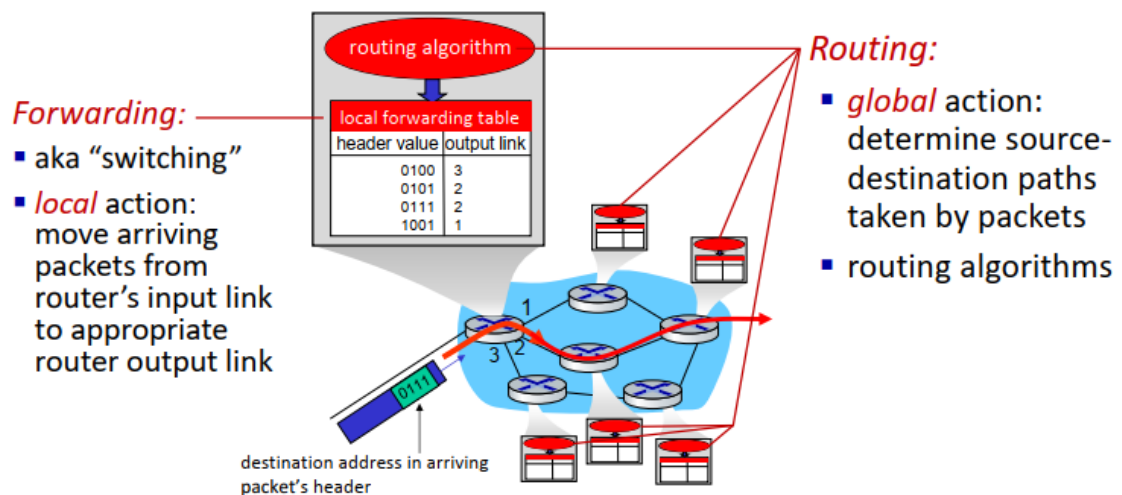 routing algorithm
local forwarding table
header value output link
0100 3
0101 2
0111 2
1001 1
Forwarding:
▪ aka “switching”
▪ local action:
move arriving
packets from
router’s input link
to appropriate
router output link
Routing:
▪ global action:
determine source-
destination paths
taken by packets
▪ routing algorithms
1
2
3
0111
destination address in arriving
packet’s header